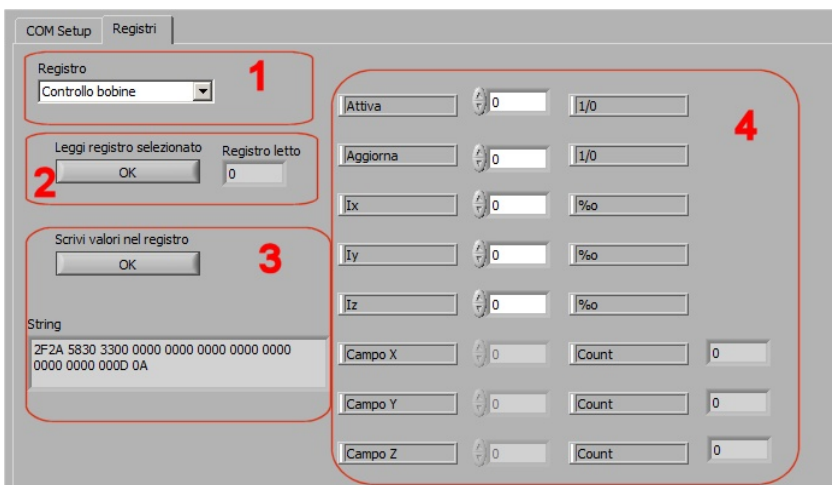 COM Setup Registri
1
Registro
Controllo bobine
2
Leggi registro selezionato Registro letto
OK 0
3
Scrivi valori nel registro
OK
String
2F2A 5830 3300 0000 0000 0000 0000 0000
0000 0000 000D 0A
4
Attiva 0 1/0
Aggiorna 0 1/0
Ix 0 %o
Iy 0 %o
Iz 0 %o
Campo X 0 Count 0
Campo Y 0 Count 0
Campo Z 0 Count 0